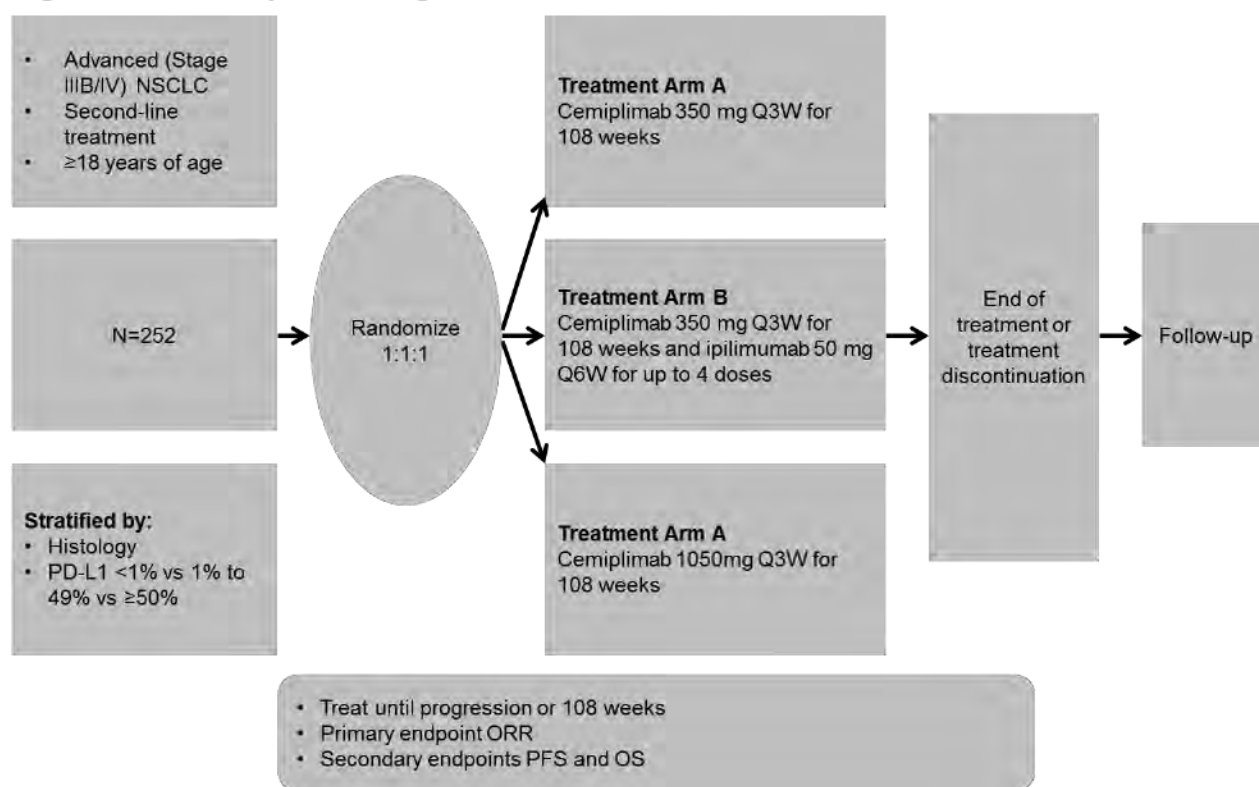 • Advanced (Stage
IIIB/IV) NSCLC
• Second-line
treatment
• ≥18 years of age
N=252
Stratified by:
• Histology
• PD-L1 <1% vs 1% to
49% vs ≥50%
Randomize
1:1:1
Treatment Arm A
Cemiplimab 350 mg Q3W for
108 weeks
Treatment Arm B
Cemiplimab 350 mg Q3W for
108 weeks and ipilimumab 50 mg
Q6W for up to 4 doses
Treatment Arm A
Cemiplimab 1050mg Q3W for
108 weeks
End of
treatment or
treatment
discontinuation
Follow-up
• Treat until progression or 108 weeks
• Primary endpoint ORR
• Secondary endpoints PFS and OS